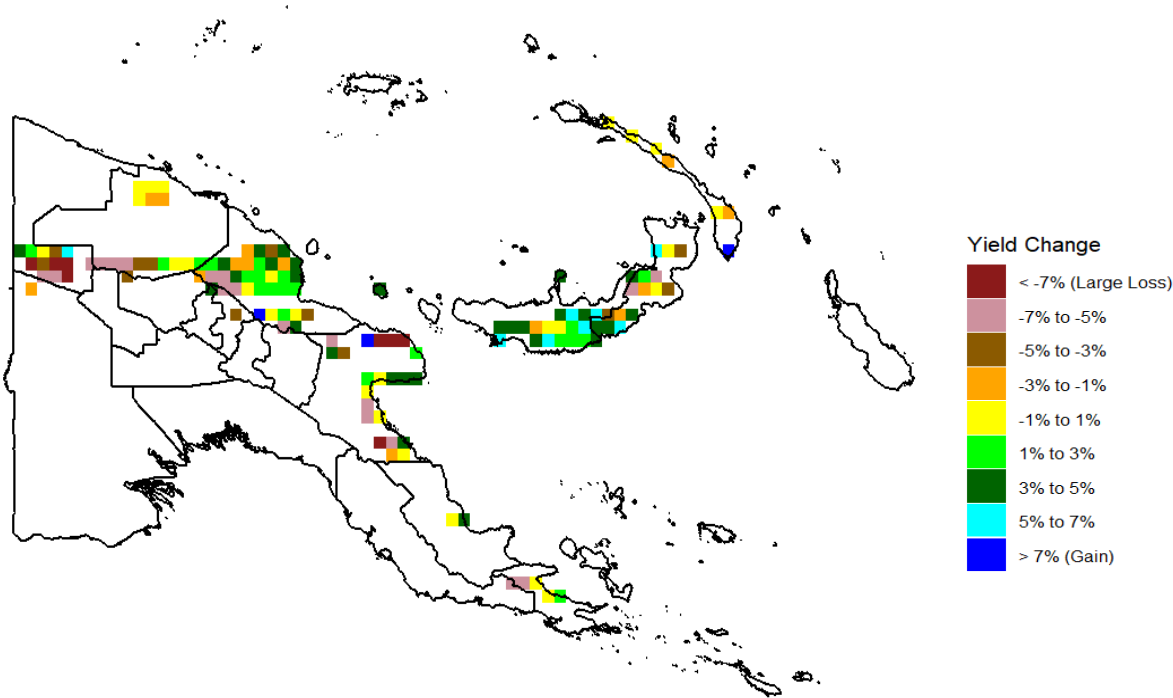 Yield Change
< -7% (Large Loss)
-7% to -5%
-5% to -3%
-3% to -1%
-1% to 1%
1% to 3%
3% to 5%
5% to 7%
> 7% (Gain)